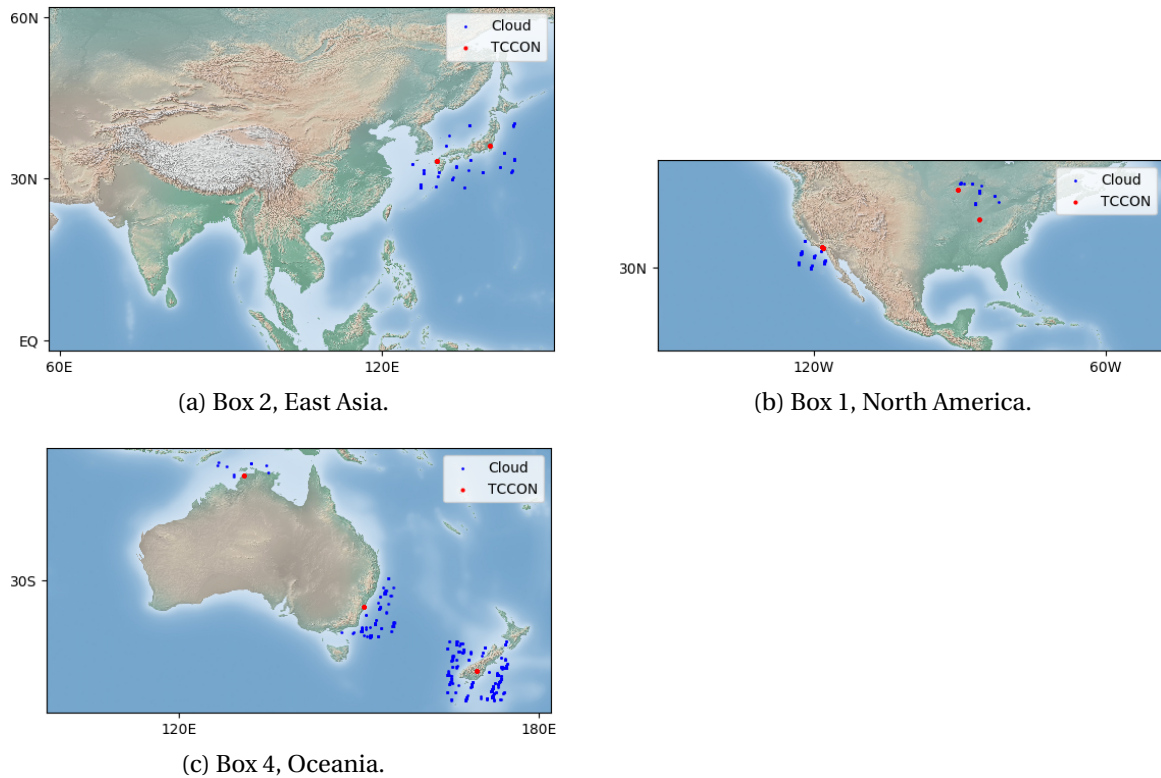 60N
Cloud
TCCON
30N
EQ
60E
120E
(a) Box 2, East Asia.
Cloud
TCCON
30N
120W
60W
(b) Box 1, North America.
Cloud
TCCON
30S
120E
180E
(c) Box 4, Oceania.